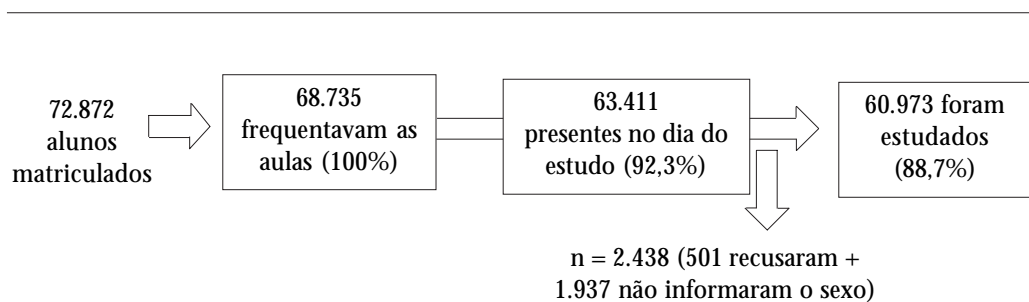 72.872
alunos
matriculados
68.735
frequentavam as
aulas (100%)
63.411
presentes no dia do
estudo (92,3%)
60.973 foram
estudados
(88,7%)
n = 2.438 (501 recusaram +
1.937 não informaram o sexo)